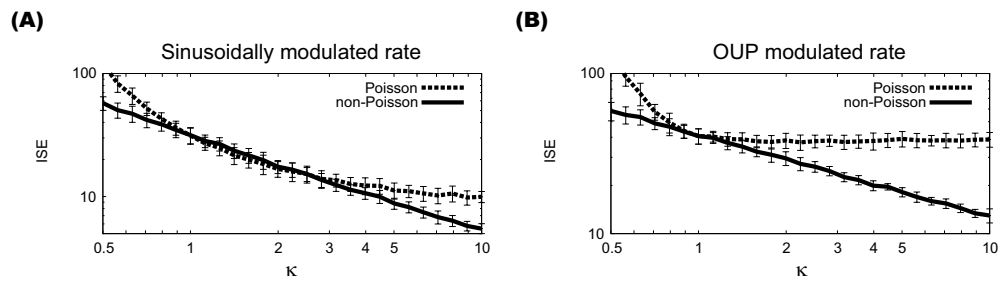 (A)
Sinusoidally modulated rate
100
10
ISE
Poisson
non-Poisson
0.5 1 2 3 4 5 10
κ
(B)
OUP modulated rate
100
10
ISE
Poisson
non-Poisson
0.5 1 2 3 4 5 10
κ